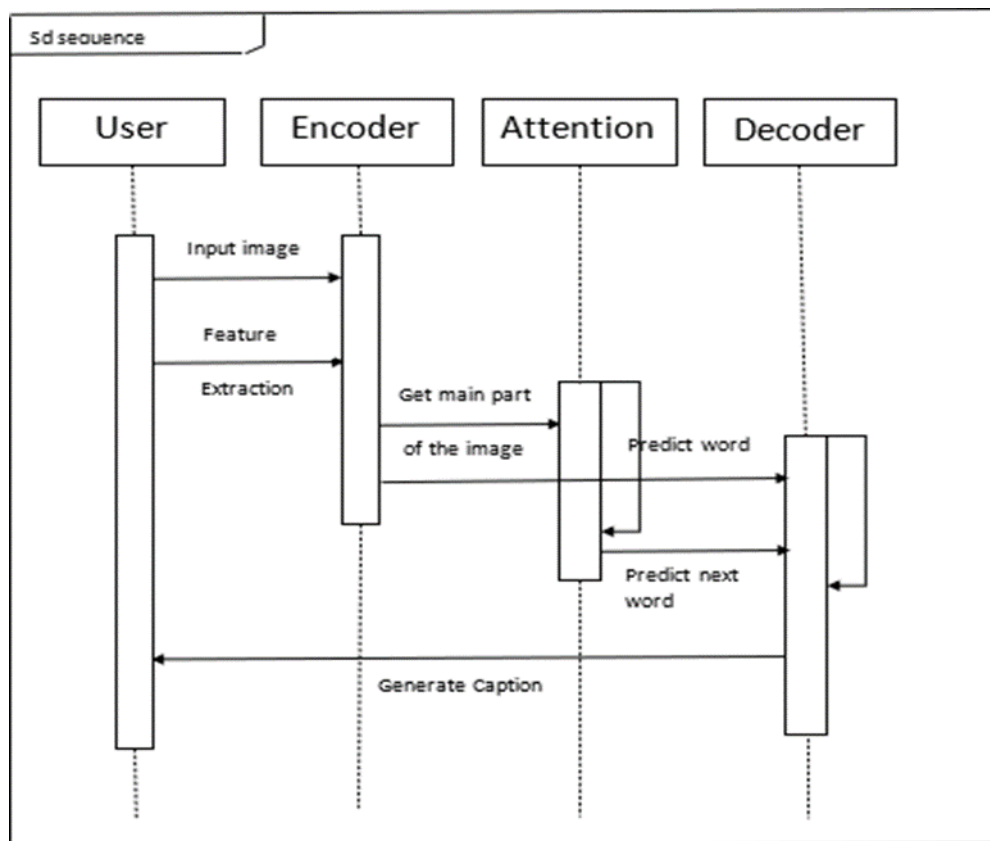 Sd sequence
User
Encoder
Attention
Decoder
Input image
Feature
Extraction
Get main part
of the image
Predict word
Predict next
word
Generate Caption